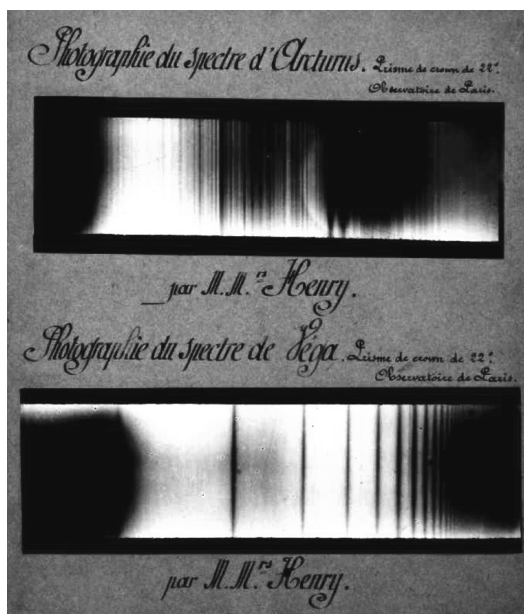 Photographie du spectre d'Arcturus. Prisme de crown de 22°.
Observatoire de Paris.
par M.M.rs Henry.
Photographie du spectre de Véga. Prisme de crown de 22°.
Observatoire de Paris.
par M.M.rs Henry.